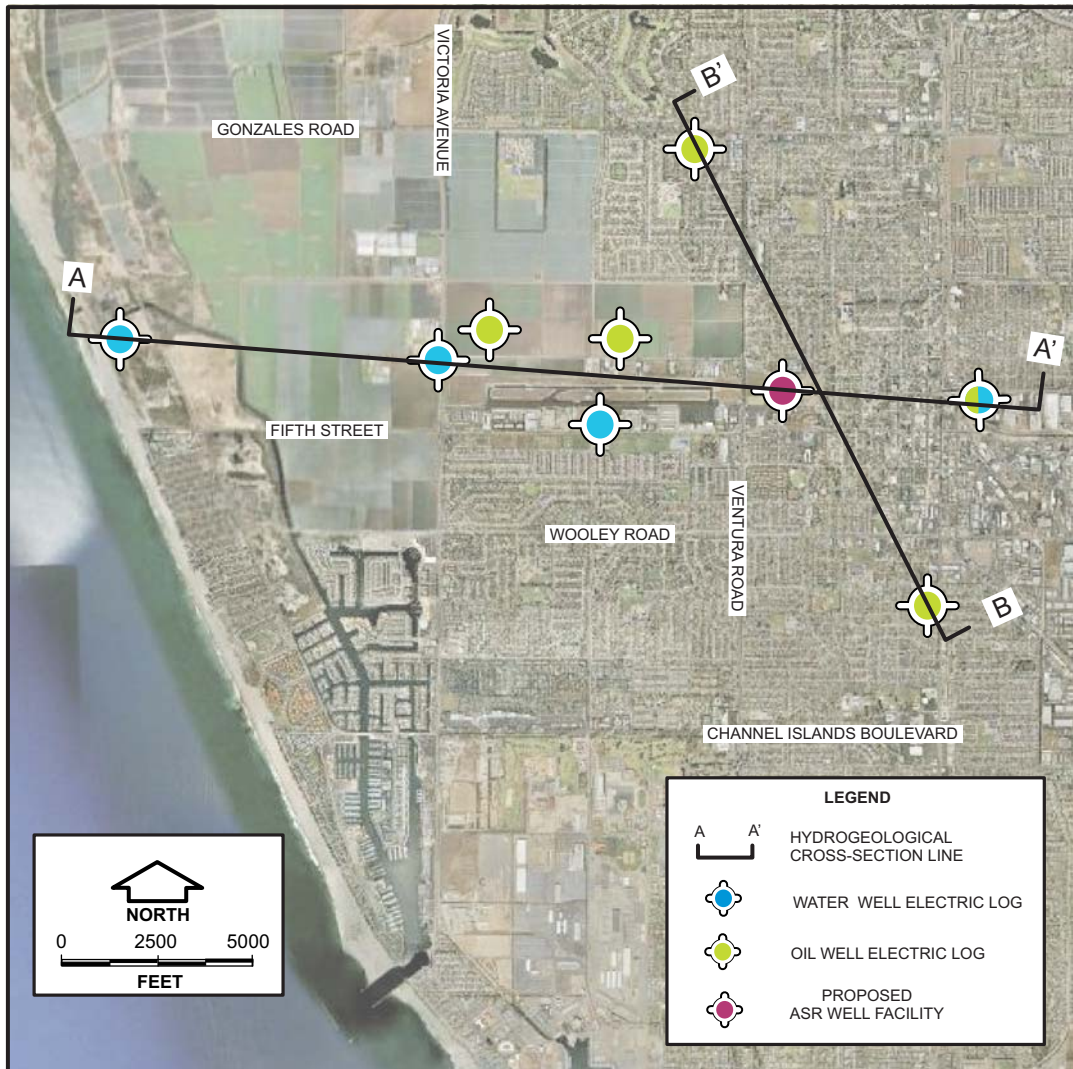 B'
VICTORIA AVENUE
GONZALES ROAD
A
A'
FIFTH STREET
VENTURA ROAD
WOOLEY ROAD
B
CHANNEL ISLANDS BOULEVARD
LEGEND
A A'
HYDROGEOLOGICAL
CROSS-SECTION LINE
WATER WELL ELECTRIC LOG
OIL WELL ELECTRIC LOG
PROPOSED
ASR WELL FACILITY
NORTH
0 2500 5000
FEET